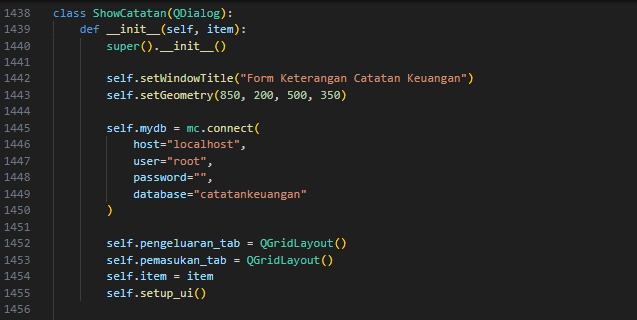 1438 class ShowCatatan(QDialog):
1439     def __init__(self, item):
1440         super().__init__()
1441
1442         self.setWindowTitle("Form Keterangan Catatan Keuangan")
1443         self.setGeometry(850, 200, 500, 350)
1444
1445         self.mydb = mc.connect(
1446             host="localhost",
1447             user="root",
1448             password="",
1449             database="catatankeuangan"
1450         )
1451
1452         self.pengeluaran_tab = QGridLayout()
1453         self.pemasukan_tab = QGridLayout()
1454         self.item = item
1455         self.setup_ui()
1456